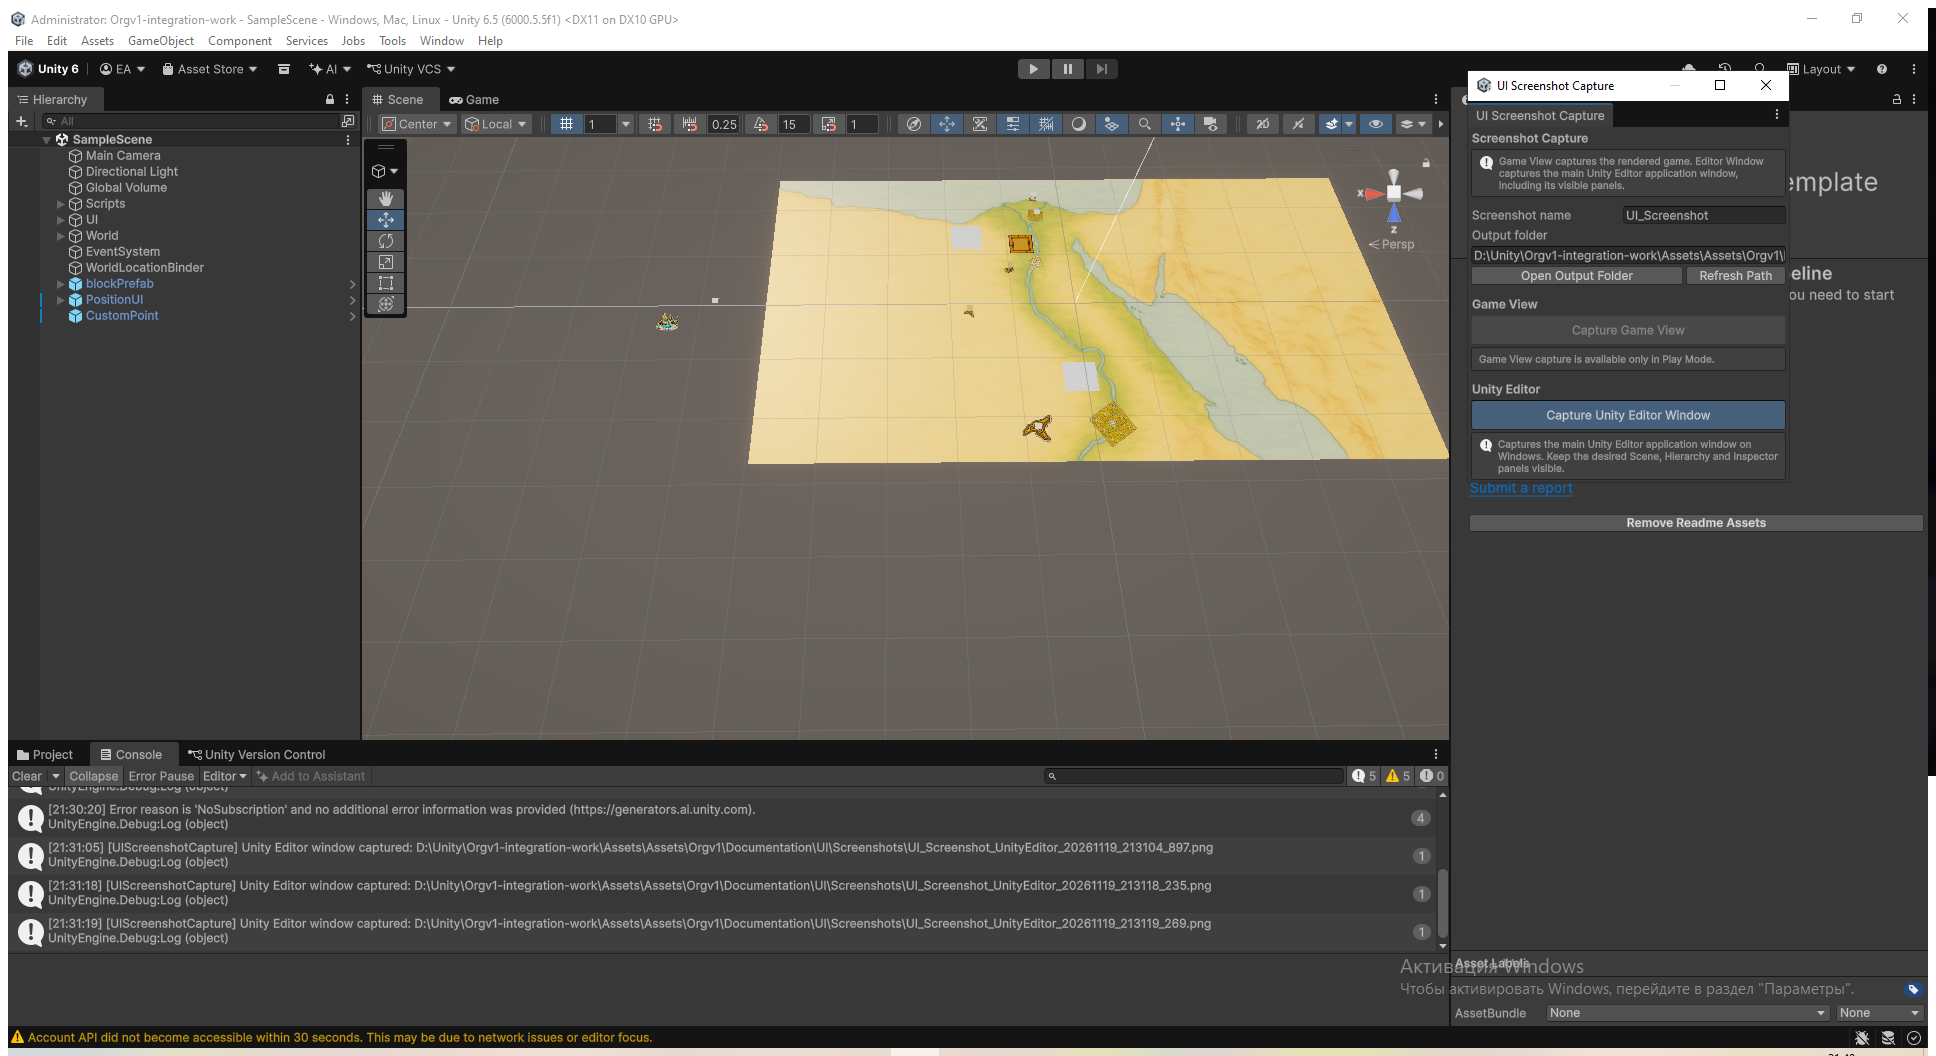 Administrator: Orgv1-integration-work - SampleScene - Windows, Mac, Linux - Unity 6.5 (6000.5.5f1) <DX11 on DX10 GPU>
File Edit Assets GameObject Component Services Jobs Tools Window Help
Unity 6 EA Asset Store AI Unity VCS Layout
Hierarchy
All
SampleScene
Main Camera
Directional Light
Global Volume
Scripts
UI
World
EventSystem
WorldLocationBinder
blockPrefab
PositionUI
CustomPoint
Scene Game
Center Local 1 0.25 15 1 2D
x
z
Persp
UI Screenshot Capture
UI Screenshot Capture
Screenshot Capture
Game View captures the rendered game. Editor Window
captures the main Unity Editor application window,
including its visible panels.
Screenshot name UI_Screenshot
Output folder
D:\Unity\Orgv1-integration-work\Assets\Assets\Orgv1\
Open Output Folder Refresh Path
Game View
Capture Game View
Game View capture is available only in Play Mode.
Unity Editor
Capture Unity Editor Window
Captures the main Unity Editor application window on
Windows. Keep the desired Scene, Hierarchy and Inspector
panels visible.
emplate
eline
ou need to start
Submit a report
Remove Readme Assets
Project Console Unity Version Control
Clear Collapse Error Pause Editor Add to Assistant 5 5 0
UnityEngine.Debug:Log (object)
[21:30:20] Error reason is 'NoSubscription' and no additional error information was provided (https://generators.ai.unity.com).
UnityEngine.Debug:Log (object)
4
[21:31:05] [UIScreenshotCapture] Unity Editor window captured: D:\Unity\Orgv1-integration-work\Assets\Assets\Orgv1\Documentation\UI\Screenshots\UI_Screenshot_UnityEditor_20261119_213104_897.png
UnityEngine.Debug:Log (object)
1
[21:31:18] [UIScreenshotCapture] Unity Editor window captured: D:\Unity\Orgv1-integration-work\Assets\Assets\Orgv1\Documentation\UI\Screenshots\UI_Screenshot_UnityEditor_20261119_213118_235.png
UnityEngine.Debug:Log (object)
1
[21:31:19] [UIScreenshotCapture] Unity Editor window captured: D:\Unity\Orgv1-integration-work\Assets\Assets\Orgv1\Documentation\UI\Screenshots\UI_Screenshot_UnityEditor_20261119_213119_269.png
UnityEngine.Debug:Log (object)
1
Asset Labels
Активация Windows
Чтобы активировать Windows, перейдите в раздел "Параметры".
AssetBundle None None
Account API did not become accessible within 30 seconds. This may be due to network issues or editor focus.